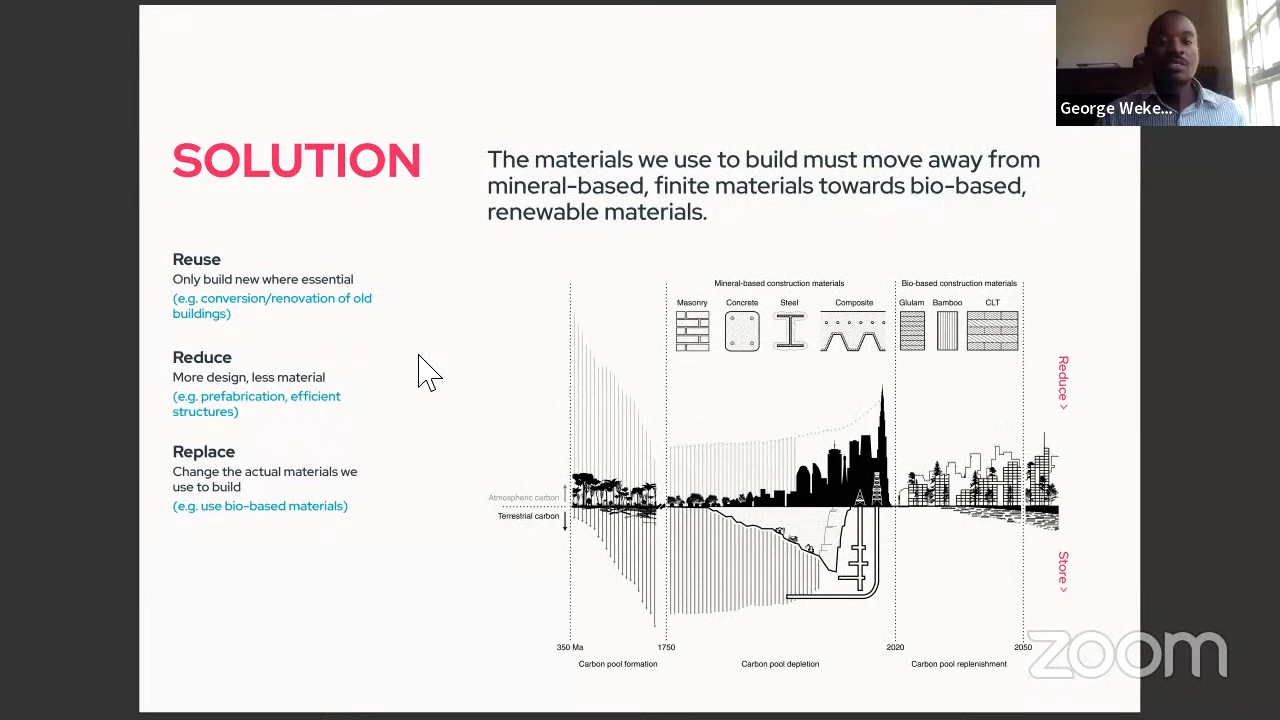 George Weke...
SOLUTION
The materials we use to build must move away from
mineral-based, finite materials towards bio-based,
renewable materials.
Reuse
Only build new where essential
(e.g. conversion/renovation of old
buildings)
Reduce
More design, less material
(e.g. prefabrication, efficient
structures)
Replace
Change the actual materials we
use to build
(e.g. use bio-based materials)
Mineral-based construction materials
Bio-based construction materials
Masonry Concrete Steel Composite Glulam Bamboo CLT
Reduce >
Atmospheric carbon
Terrestrial carbon
Store >
350 Ma 1750 2020 2050
Carbon pool formation Carbon pool depletion Carbon pool replenishment
zoom